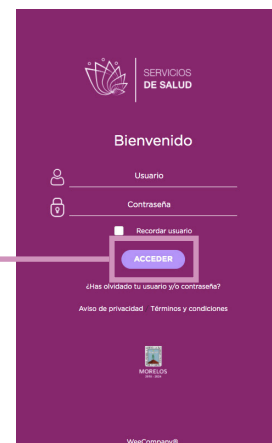 SERVICIOS
DE SALUD
Bienvenido
Usuario
Contraseña
Recordar usuario
ACCEDER
¿Has olvidado tu usuario y/o contraseña?
Aviso de privacidad Términos y condiciones
MORELOS
WeeCompany®